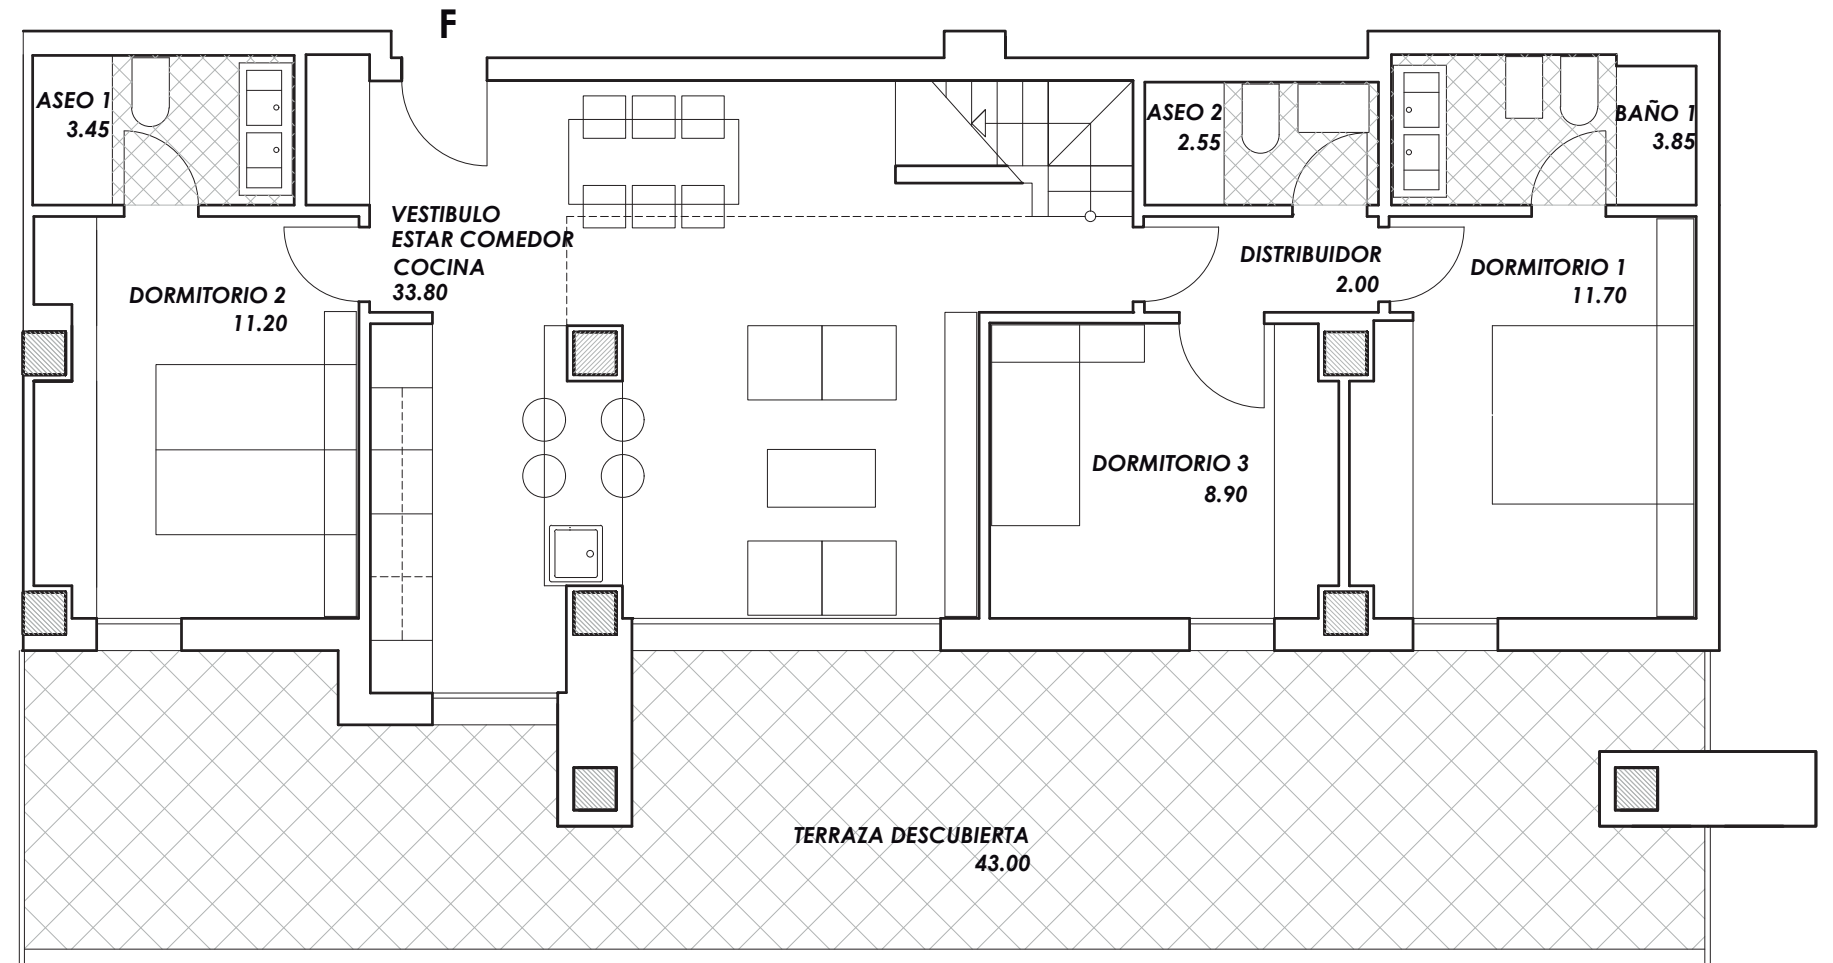 F
ASEO 1
3.45
ASEO 2
2.55
BAÑO 1
3.85
VESTIBULO
ESTAR COMEDOR
COCINA
33.80
DISTRIBUIDOR
2.00
DORMITORIO 1
11.70
DORMITORIO 2
11.20
DORMITORIO 3
8.90
TERRAZA DESCUBIERTA
43.00